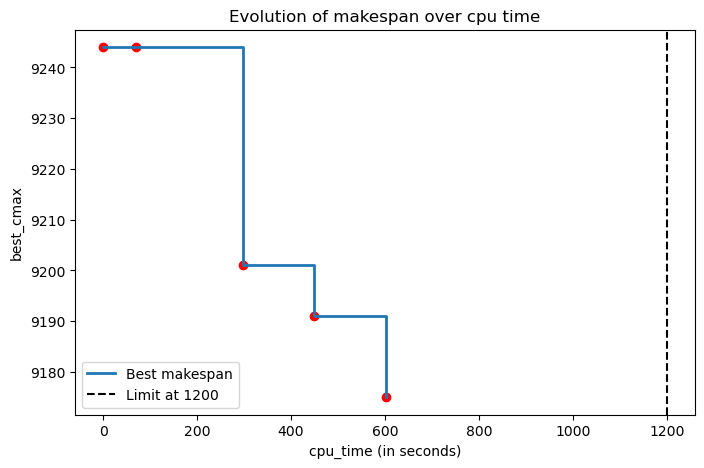 Evolution of makespan over cpu time
best_cmax
9240
9230
9220
9210
9200
9190
9180
Best makespan
Limit at 1200
0 200 400 600 800 1000 1200
cpu_time (in seconds)